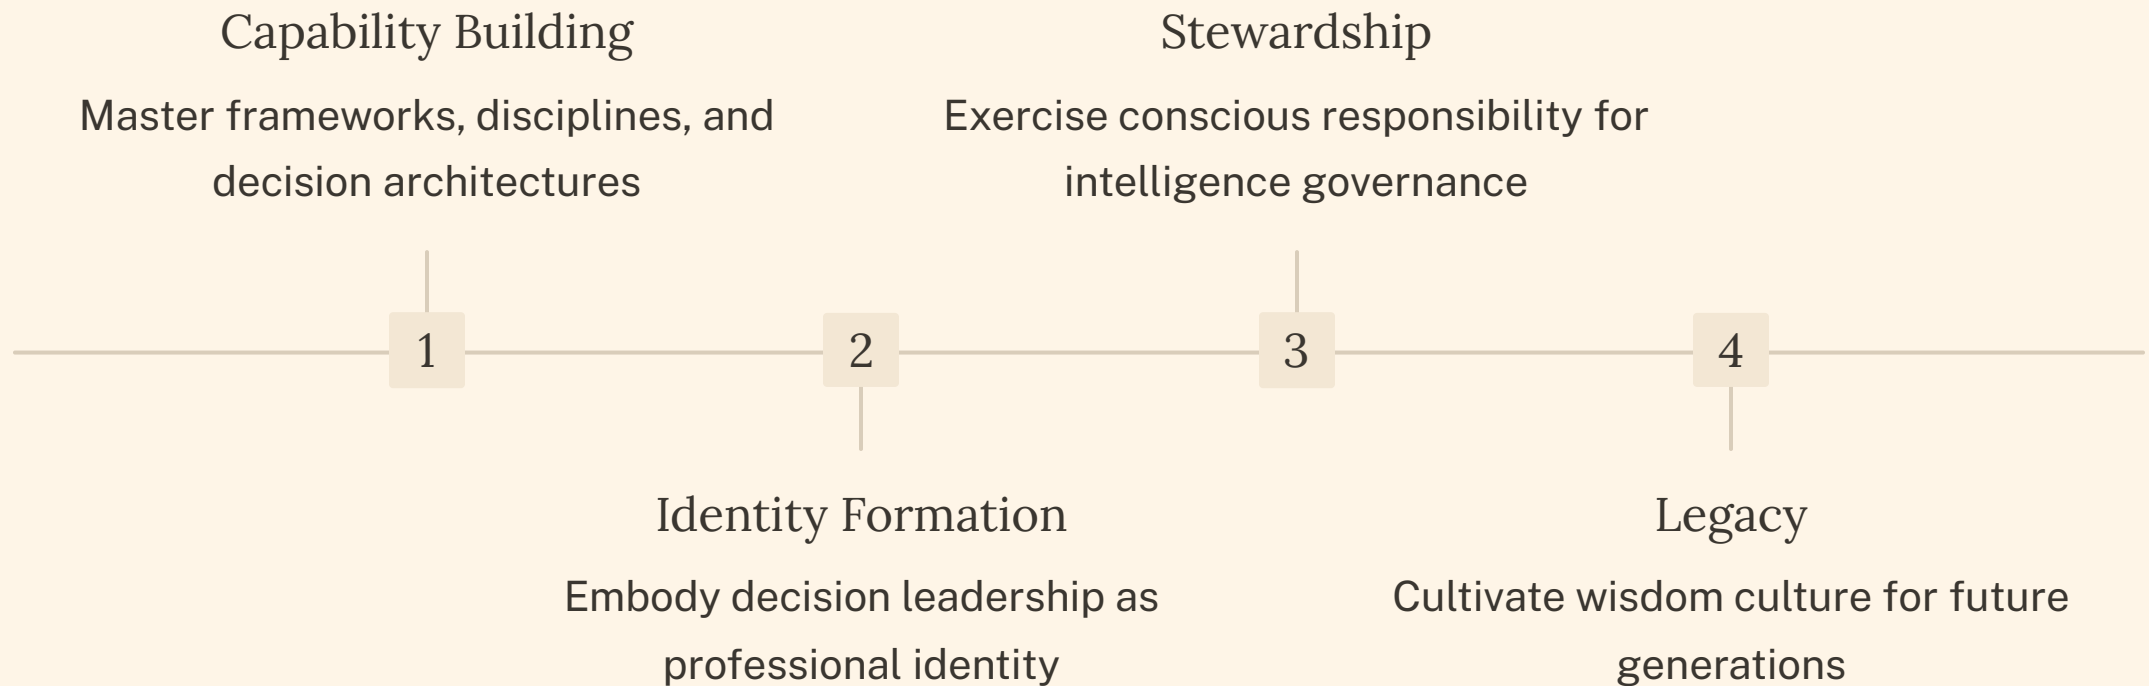 Capability Building
Master frameworks, disciplines, and
decision architectures
Stewardship
Exercise conscious responsibility for
intelligence governance
1
2
3
4
Identity Formation
Embody decision leadership as
professional identity
Legacy
Cultivate wisdom culture for future
generations